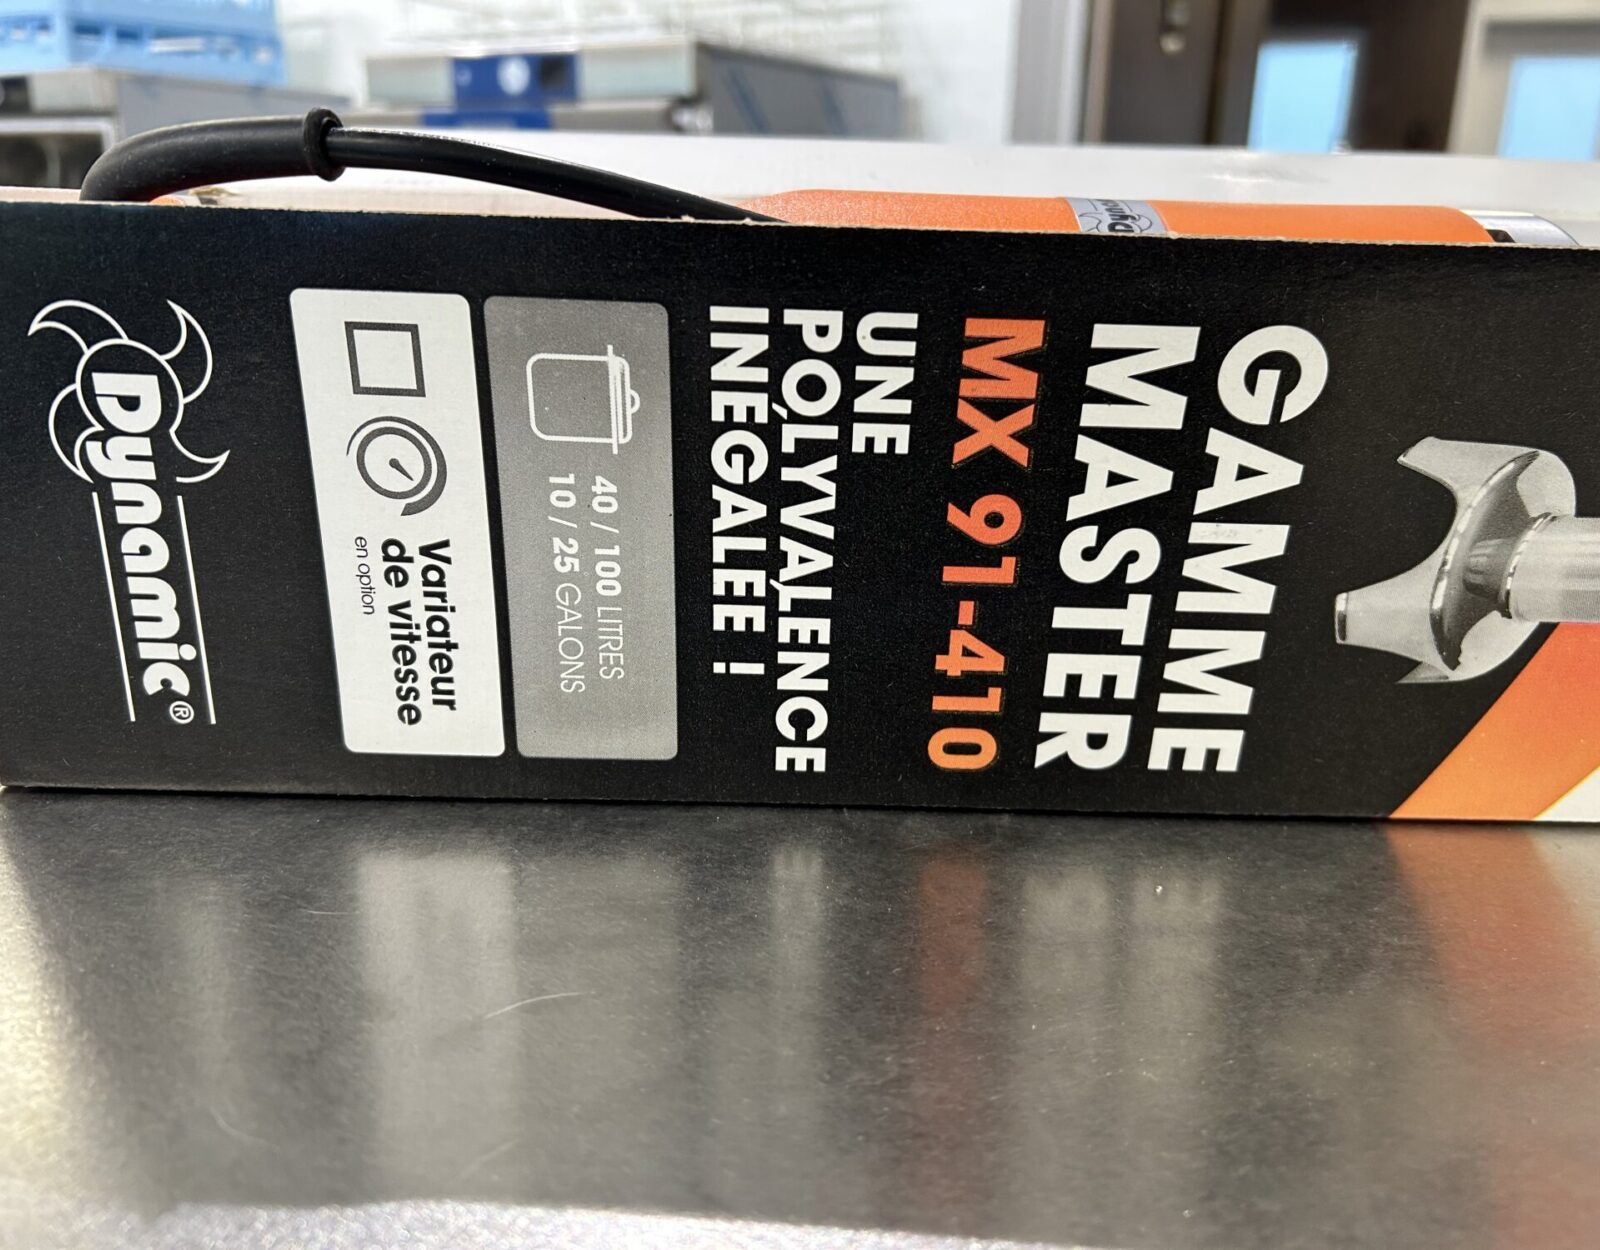 GAMME
MASTER
MX 91-410
UNE
POLYVALENCE
INÉGALÉE !
40 / 100 LITRES
10 / 25 GALONS
Variateur
de vitesse
en option
Dynamic®